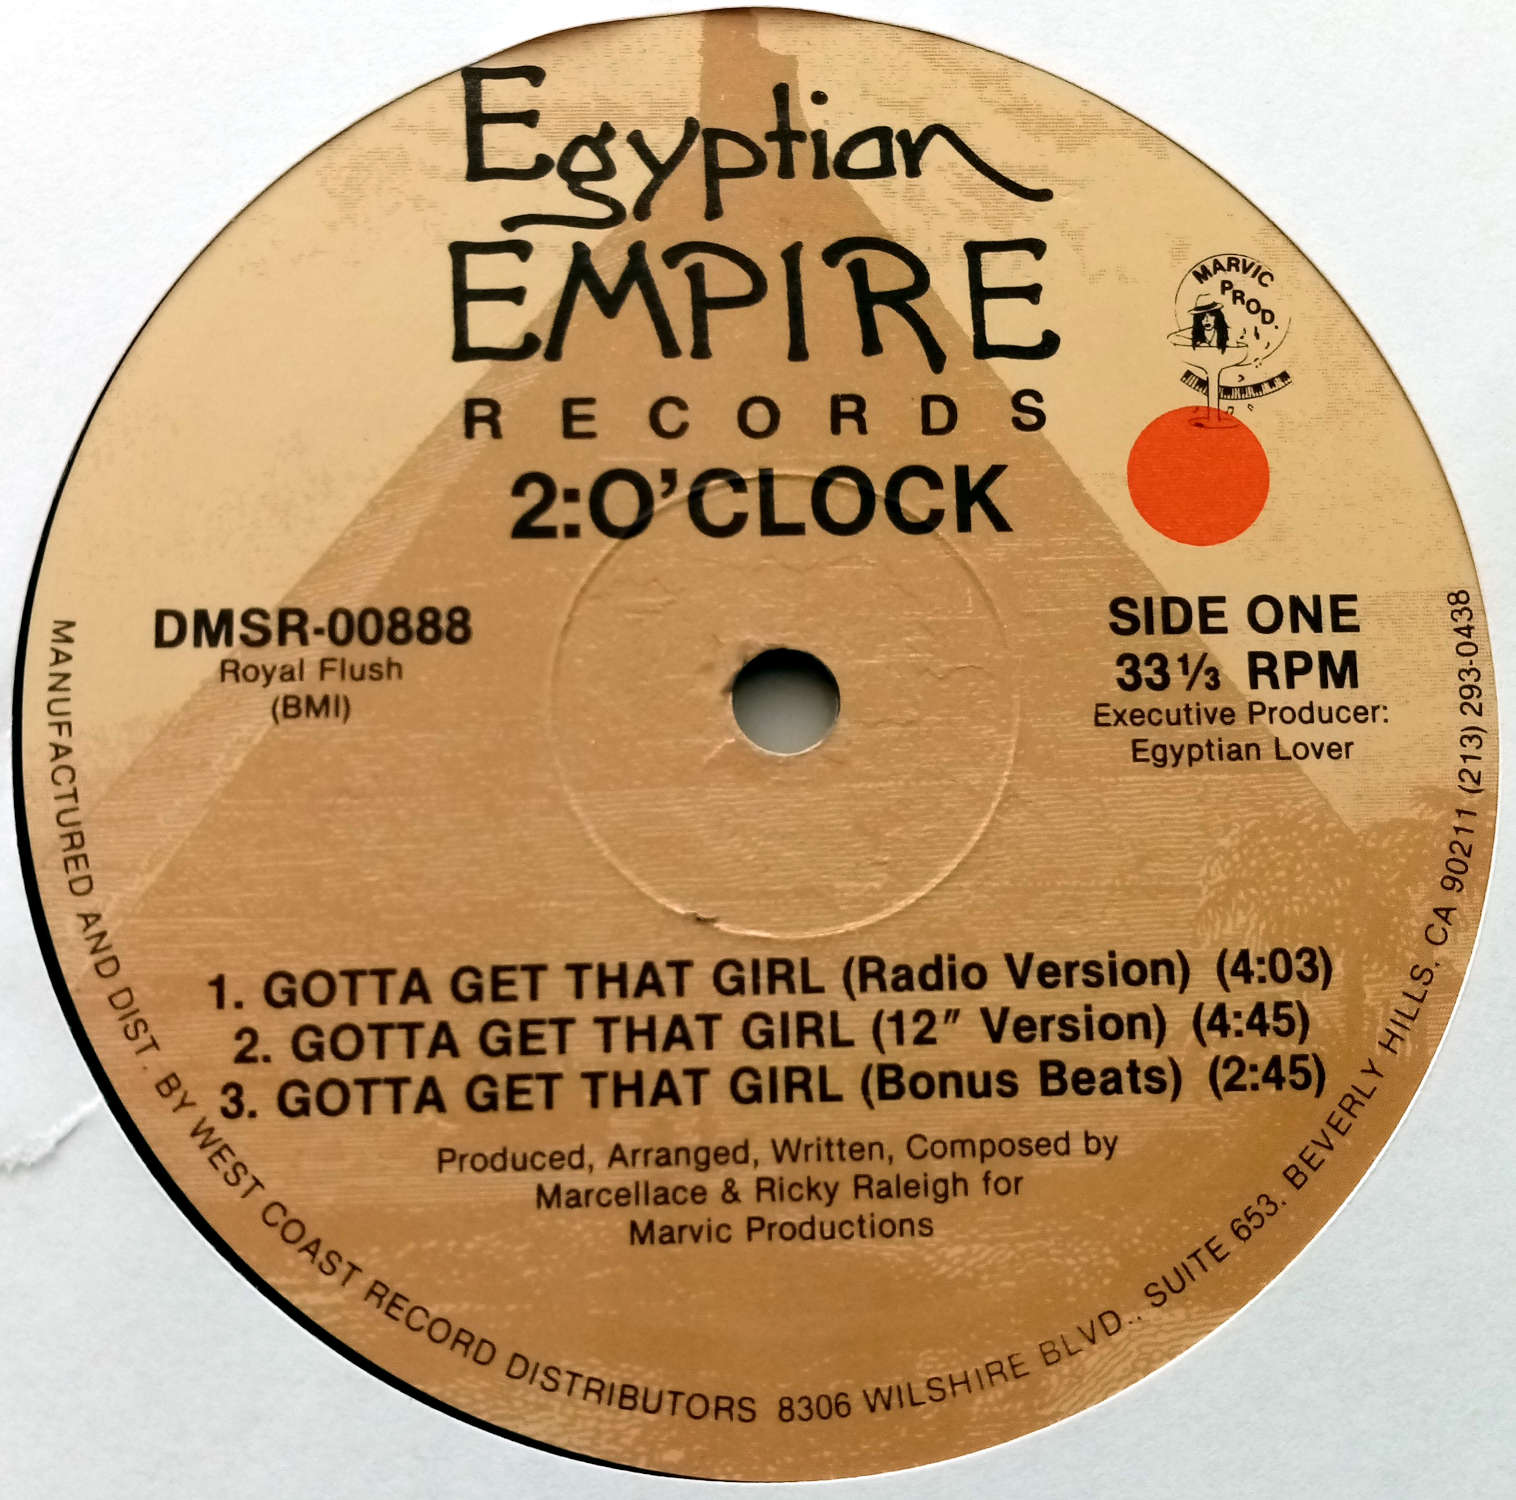 Egyptian
EMPIRE
RECORDS
MARVIC
PROD.
2:O'CLOCK
DMSR-00888
Royal Flush
(BMI)
SIDE ONE
33 1/3 RPM
Executive Producer:
Egyptian Lover
1. GOTTA GET THAT GIRL (Radio Version) (4:03)
2. GOTTA GET THAT GIRL (12″ Version) (4:45)
3. GOTTA GET THAT GIRL (Bonus Beats) (2:45)
Produced, Arranged, Written, Composed by
Marcellace & Ricky Raleigh for
Marvic Productions
MANUFACTURED AND DIST. BY WEST COAST RECORD DISTRIBUTORS 8306 WILSHIRE BLVD., SUITE 653, BEVERLY HILLS, CA 90211 (213) 293-0438